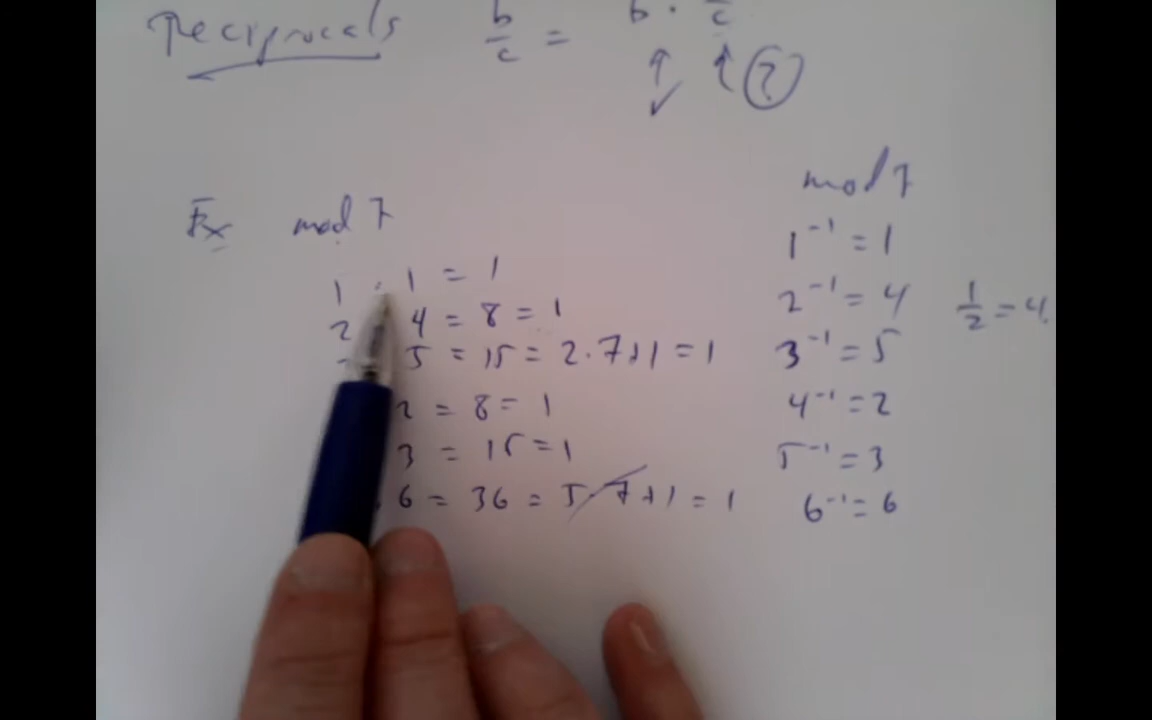 Reciprocals b/c = b · 1/c
↑ ↑ ?
✓
Ex mod 7
1 · 1 = 1
2 4 = 8 = 1
5 = 15 = 2·7+1 = 1
2 = 8 = 1
3 = 15 = 1
6 = 36 = 5·7+1 = 1
mod 7
1⁻¹ = 1
2⁻¹ = 4 1/2 = 4
3⁻¹ = 5
4⁻¹ = 2
5⁻¹ = 3
6⁻¹ = 6